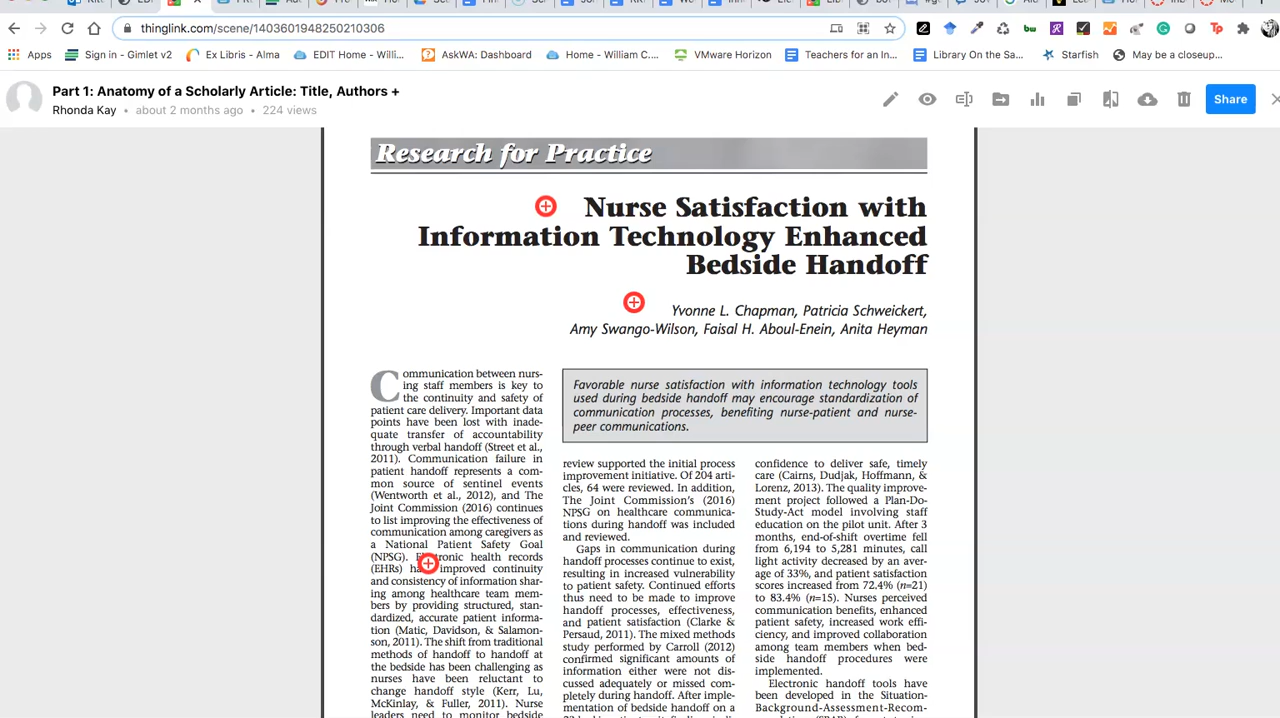 thinglink.com/scene/1403601948250210306
Apps
Sign in - Gimlet v2
Ex Libris - Alma
EDIT Home - Willi...
AskWA: Dashboard
Home - William C....
VMware Horizon
Teachers for an In...
Library On the Sa...
Starfish
May be a closeup...
Part 1: Anatomy of a Scholarly Article: Title, Authors +
Rhonda Kay • about 2 months ago • 224 views
Share
Research for Practice
Nurse Satisfaction with
Information Technology Enhanced
Bedside Handoff
Yvonne L. Chapman, Patricia Schweickert,
Amy Swango-Wilson, Faisal H. Aboul-Enein, Anita Heyman
Communication between nurs-
ing staff members is key to
the continuity and safety of
patient care delivery. Important data
points have been lost with inade-
quate transfer of accountability
through verbal handoff (Street et al.,
2011). Communication failure in
patient handoff represents a com-
mon source of sentinel events
(Wentworth et al., 2012), and The
Joint Commission (2016) continues
to list improving the effectiveness of
communication among caregivers as
a National Patient Safety Goal
(NPSG). Electronic health records
(EHRs) have improved continuity
and consistency of information shar-
ing among healthcare team mem-
bers by providing structured, stan-
dardized, accurate patient informa-
tion (Matic, Davidson, & Salamon-
son, 2011). The shift from traditional
methods of handoff to handoff at
the bedside has been challenging as
nurses have been reluctant to
change handoff style (Kerr, Lu,
McKinlay, & Fuller, 2011). Nurse
leaders need to monitor bedside
Favorable nurse satisfaction with information technology tools
used during bedside handoff may encourage standardization of
communication processes, benefiting nurse-patient and nurse-
peer communications.
review supported the initial process
improvement initiative. Of 204 arti-
cles, 64 were reviewed. In addition,
The Joint Commission's (2016)
NPSG on healthcare communica-
tions during handoff was included
and reviewed.
Gaps in communication during
handoff processes continue to exist,
resulting in increased vulnerability
to patient safety. Continued efforts
thus need to be made to improve
handoff processes, effectiveness,
and patient satisfaction (Clarke &
Persaud, 2011). The mixed methods
study performed by Carroll (2012)
confirmed significant amounts of
information either were not dis-
cussed adequately or missed com-
pletely during handoff. After imple-
mentation of bedside handoff on a
confidence to deliver safe, timely
care (Cairns, Dudjak, Hoffmann, &
Lorenz, 2013). The quality improve-
ment project followed a Plan-Do-
Study-Act model involving staff
education on the pilot unit. After 3
months, end-of-shift overtime fell
from 6,194 to 5,281 minutes, call
light activity decreased by an aver-
age of 33%, and patient satisfaction
scores increased from 72.4% (n=21)
to 83.4% (n=15). Nurses perceived
communication benefits, enhanced
patient safety, increased work effi-
ciency, and improved collaboration
among team members when bed-
side handoff procedures were
implemented.
Electronic handoff tools have
been developed in the Situation-
Background-Assessment-Recom-